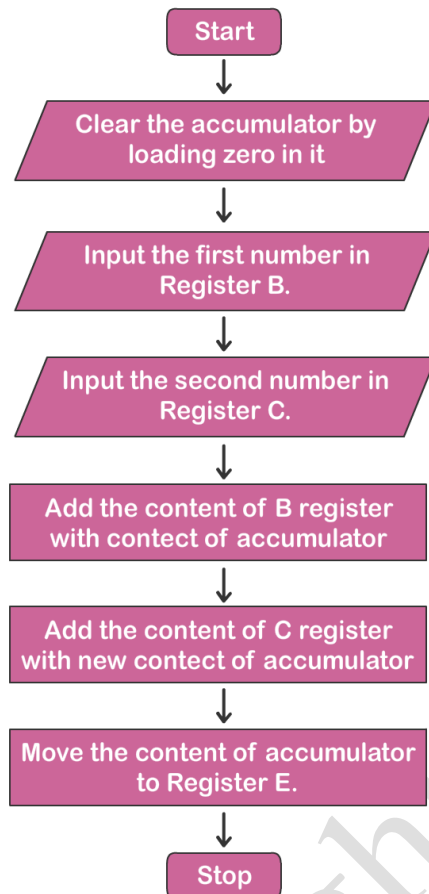 Start
Clear the accumulator by
loading zero in it
Input the first number in
Register B.
Input the second number in
Register C.
Add the content of B register
with contect of accumulator
Add the content of C register
with new contect of accumulator
Move the content of accumulator
to Register E.
Stop